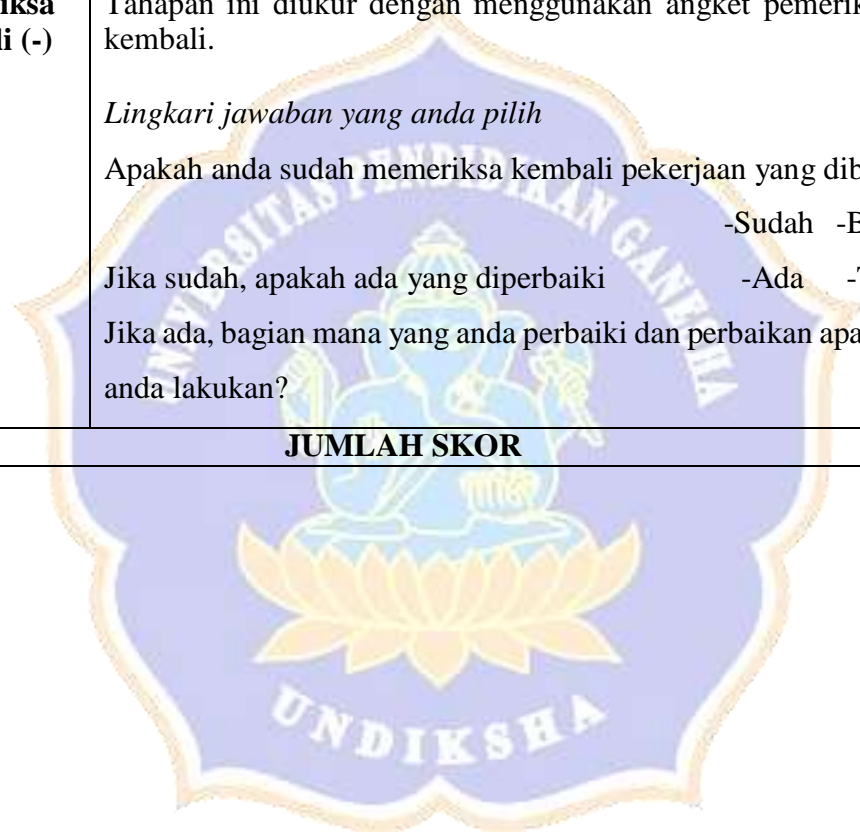 iksa
li (-)
Tahapan ini diukur dengan menggunakan angket pemerik
kembali.
Lingkari jawaban yang anda pilih
Apakah anda sudah memeriksa kembali pekerjaan yang dib
-Sudah -B
Jika sudah, apakah ada yang diperbaiki -Ada -T
Jika ada, bagian mana yang anda perbaiki dan perbaikan apa
anda lakukan?
JUMLAH SKOR
UNIVERSITAS PENDIDIKAN GANESHA
UNDIKSHA